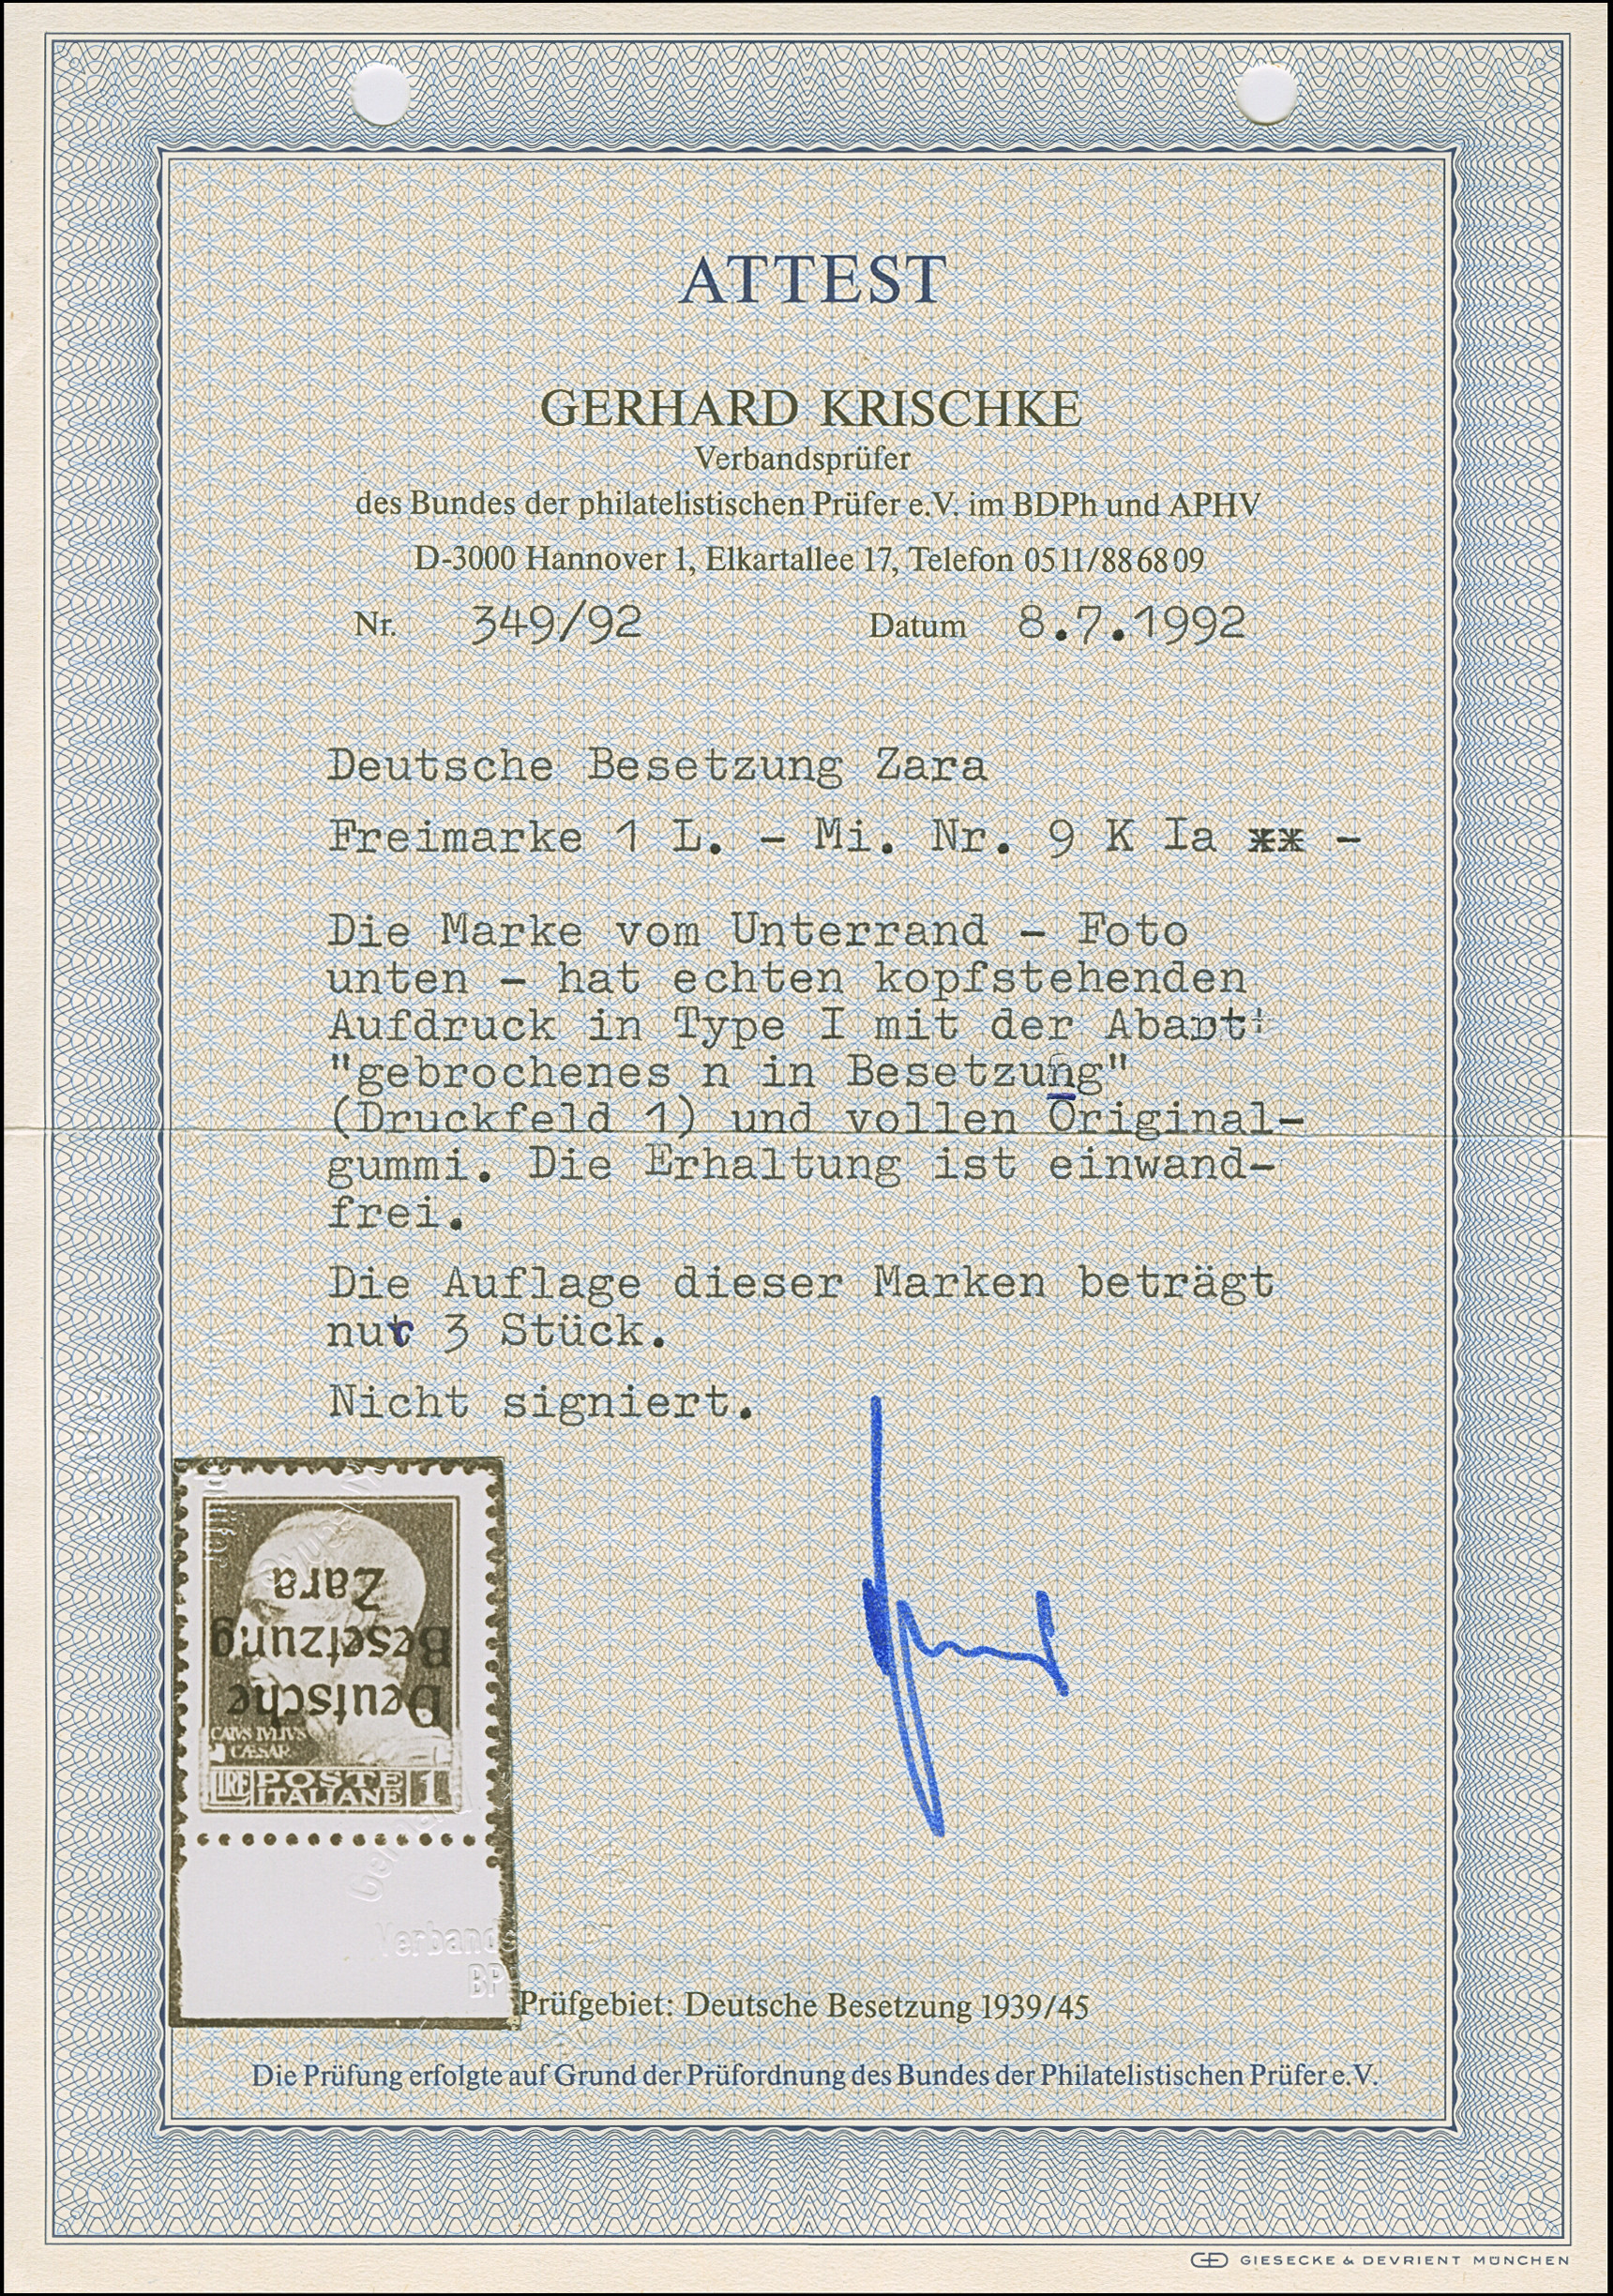 ATTEST
GERHARD KRISCHKE
Verbandsprüfer
des Bundes der philatelistischen Prüfer e.V. im BDPh und APHV
D-3000 Hannover 1, Elkartallee 17, Telefon 0511/886809
Nr. 349/92 Datum 8.7.1992
Deutsche Besetzung Zara
Freimarke 1 L. - Mi. Nr. 9 K Ia ** -
Die Marke vom Unterrand - Foto
unten - hat echten kopfstehenden
Aufdruck in Type I mit der Abart
"gebrochenes n in Besetzung"
(Druckfeld 1) und vollen Original-
gummi. Die Erhaltung ist einwand-
frei.
Die Auflage dieser Marken beträgt
nur 3 Stück.
Nicht signiert.
Deutsche
Besetzung
Zara
CAIVS IVLIVS
CÆSAR
LIRE POSTE ITALIANE 1
Verbands
BP
Prüfgebiet: Deutsche Besetzung 1939/45
Die Prüfung erfolgte auf Grund der Prüfordnung des Bundes der Philatelistischen Prüfer e.V.
GIESECKE & DEVRIENT MÜNCHEN